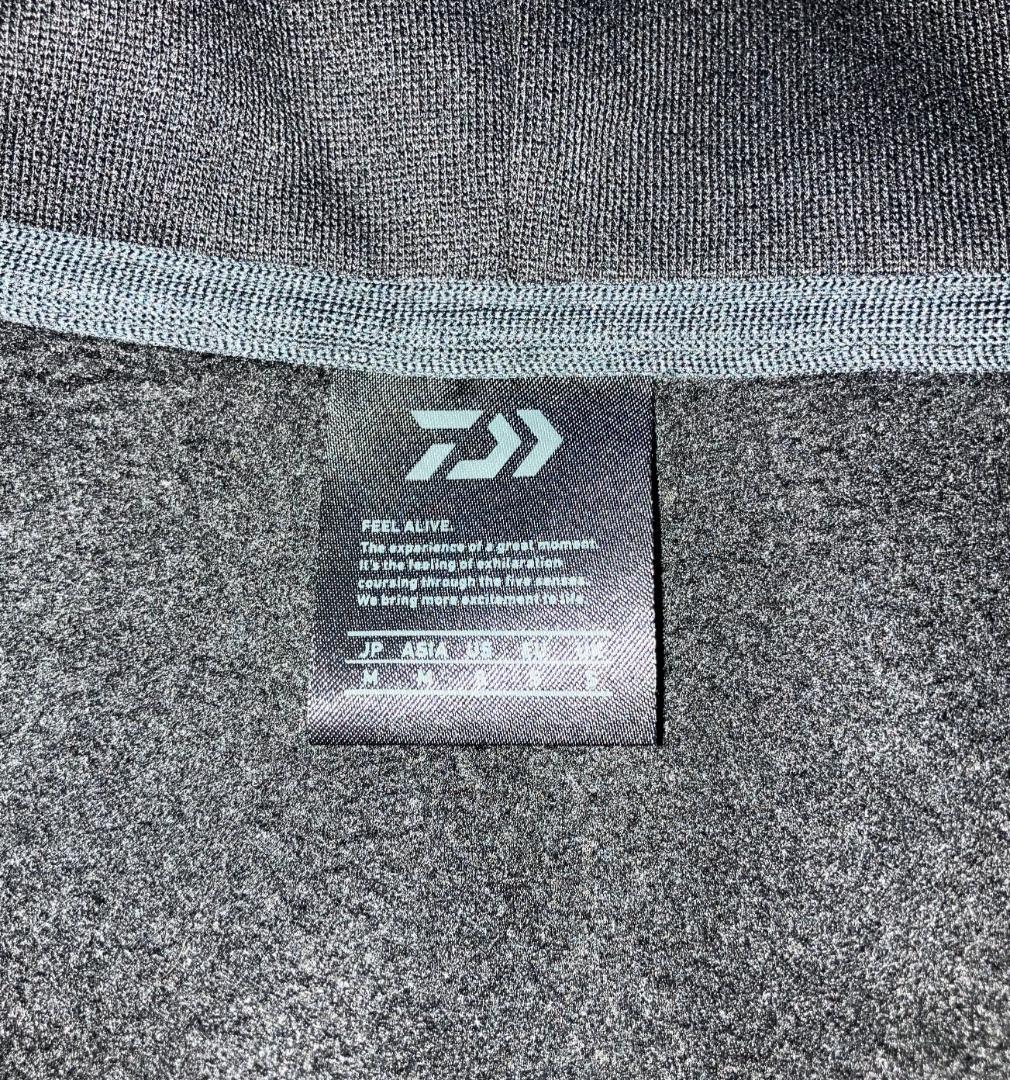 FEEL ALIVE.
The experience of a great moment.
It's the feeling of exhilaration
coursing through the five senses.
We bring more excitement to life.
JP ASIA US EU UK
M M S S